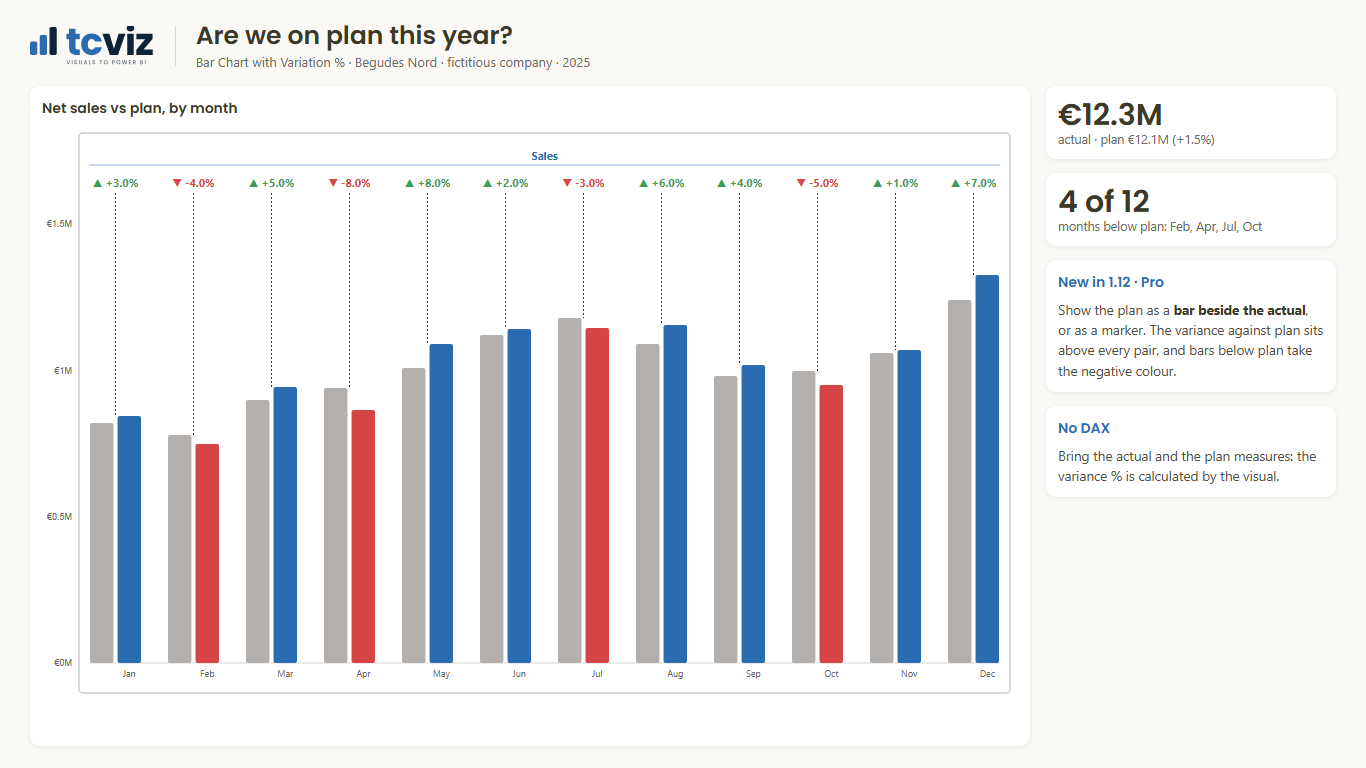 tcviz
VISUALS TO POWER BI
Are we on plan this year?
Bar Chart with Variation % · Begudes Nord · fictitious company · 2025
Net sales vs plan, by month
Sales
▲ +3.0% ▼ -4.0% ▲ +5.0% ▼ -8.0% ▲ +8.0% ▲ +2.0% ▼ -3.0% ▲ +6.0% ▲ +4.0% ▼ -5.0% ▲ +1.0% ▲ +7.0%
€1.5M
€1M
€0.5M
€0M
Jan Feb Mar Apr May Jun Jul Aug Sep Oct Nov Dec
€12.3M
actual · plan €12.1M (+1.5%)
4 of 12
months below plan: Feb, Apr, Jul, Oct
New in 1.12 · Pro
Show the plan as a bar beside the actual,
or as a marker. The variance against plan sits
above every pair, and bars below plan take
the negative colour.
No DAX
Bring the actual and the plan measures: the
variance % is calculated by the visual.